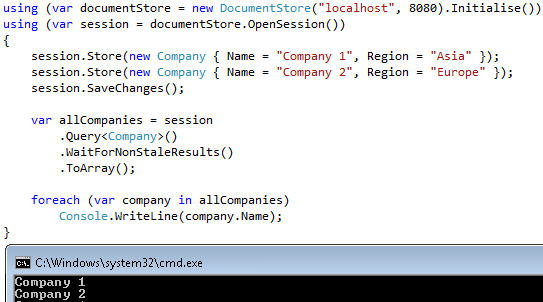 using (var documentStore = new DocumentStore("localhost", 8080).Initialise())
using (var session = documentStore.OpenSession())
{
    session.Store(new Company { Name = "Company 1", Region = "Asia" });
    session.Store(new Company { Name = "Company 2", Region = "Europe" });
    session.SaveChanges();

    var allCompanies = session
        .Query<Company>()
        .WaitForNonStaleResults()
        .ToArray();

    foreach (var company in allCompanies)
        Console.WriteLine(company.Name);
}
C:\Windows\system32\cmd.exe
Company 1
Company 2